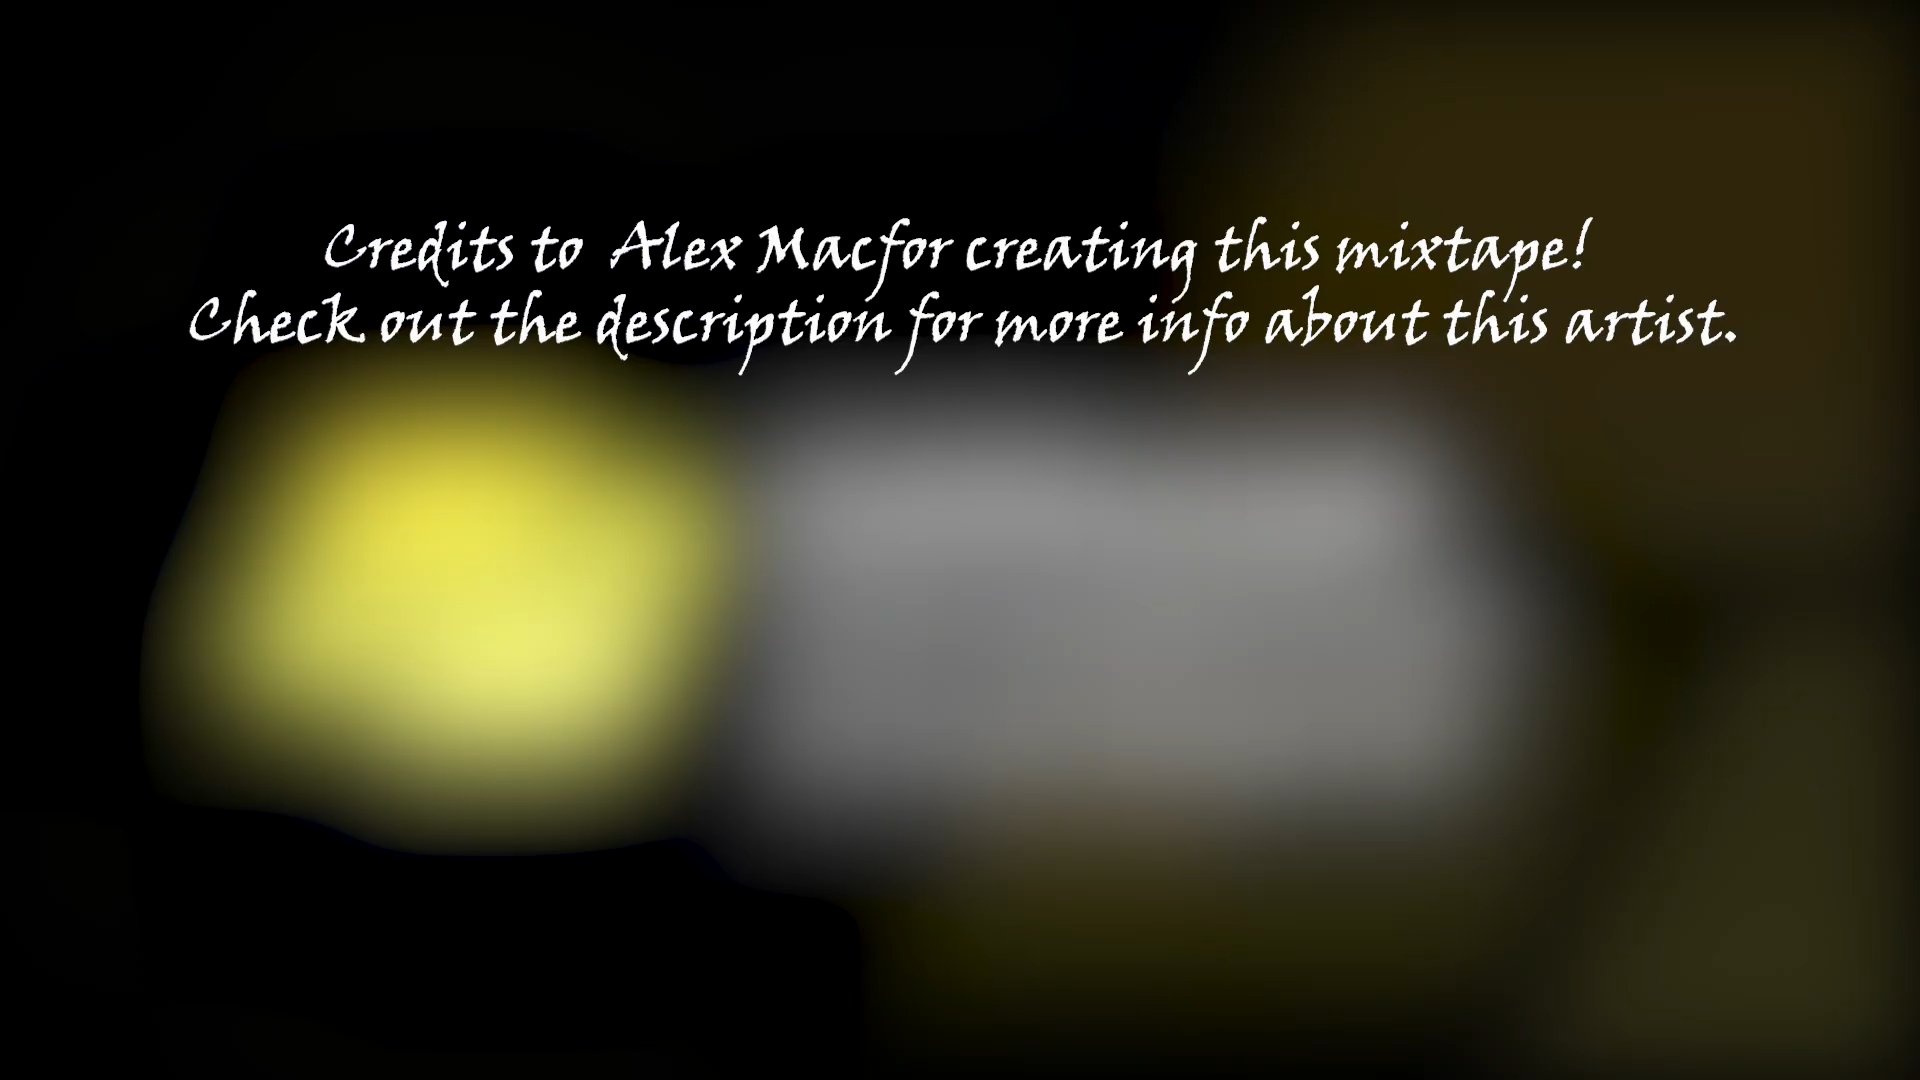 Credits to Alex Macfor creating this mixtape!
Check out the description for more info about this artist.